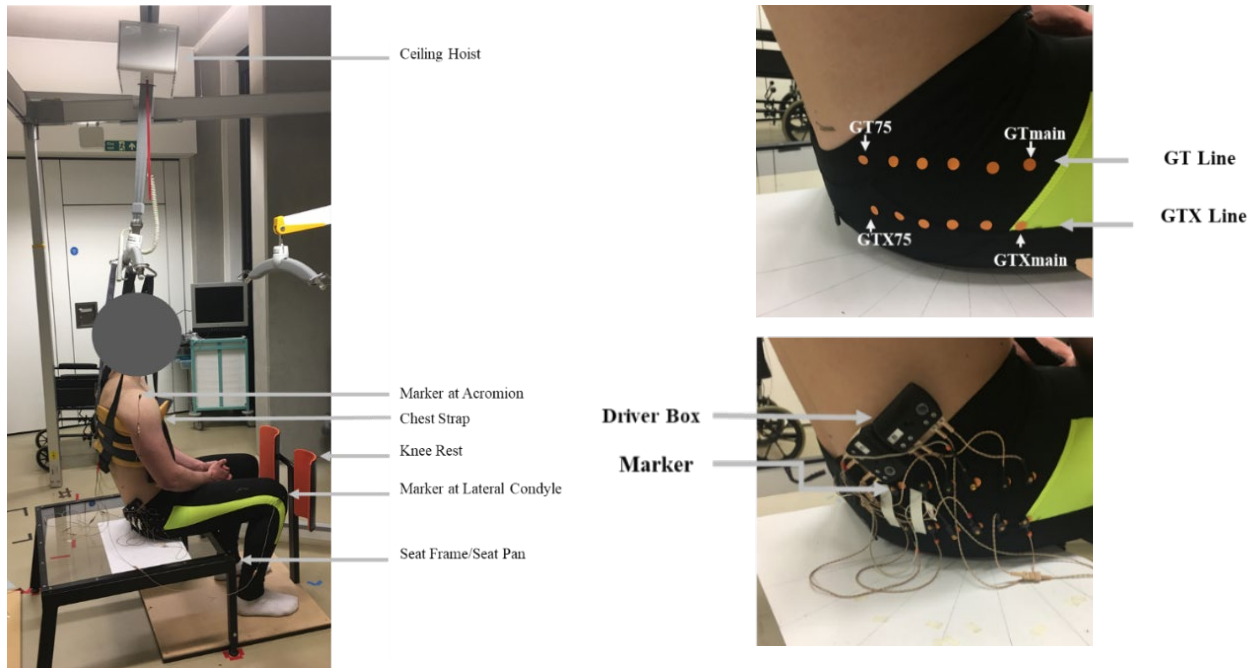 Ceiling Hoist
Marker at Acromion
Chest Strap
Knee Rest
Marker at Lateral Condyle
Seat Frame/Seat Pan
GT75
GTmain
GT Line
GTX Line
GTX75
GTXmain
Driver Box
Marker